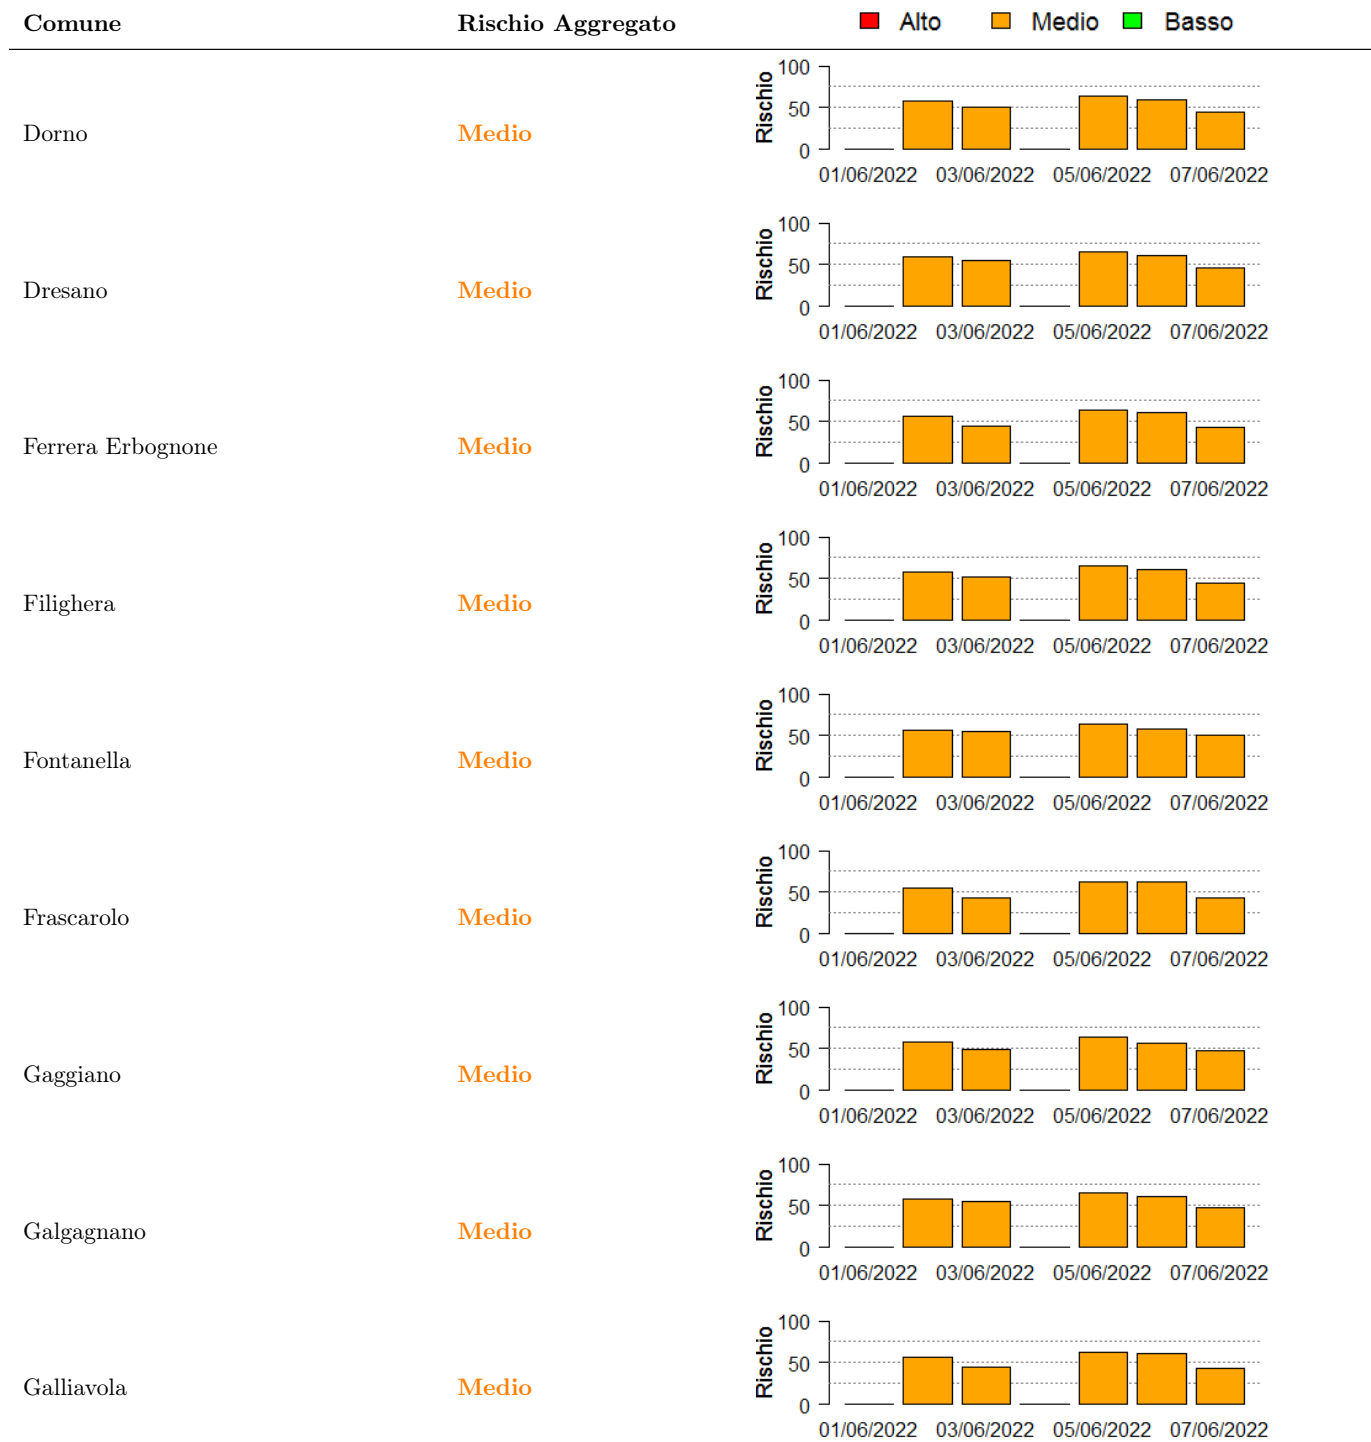 Comune Rischio Aggregato Alto Medio Basso
100
50
0
Rischio
Dorno Medio
01/06/2022 03/06/2022 05/06/2022 07/06/2022
100
50
0
Rischio
Dresano Medio
01/06/2022 03/06/2022 05/06/2022 07/06/2022
100
50
0
Rischio
Ferrera Erbognone Medio
01/06/2022 03/06/2022 05/06/2022 07/06/2022
100
50
0
Rischio
Filighera Medio
01/06/2022 03/06/2022 05/06/2022 07/06/2022
100
50
0
Rischio
Fontanella Medio
01/06/2022 03/06/2022 05/06/2022 07/06/2022
100
50
0
Rischio
Frascarolo Medio
01/06/2022 03/06/2022 05/06/2022 07/06/2022
100
50
0
Rischio
Gaggiano Medio
01/06/2022 03/06/2022 05/06/2022 07/06/2022
100
50
0
Rischio
Galgagnano Medio
01/06/2022 03/06/2022 05/06/2022 07/06/2022
100
50
0
Rischio
Galliavola Medio
01/06/2022 03/06/2022 05/06/2022 07/06/2022